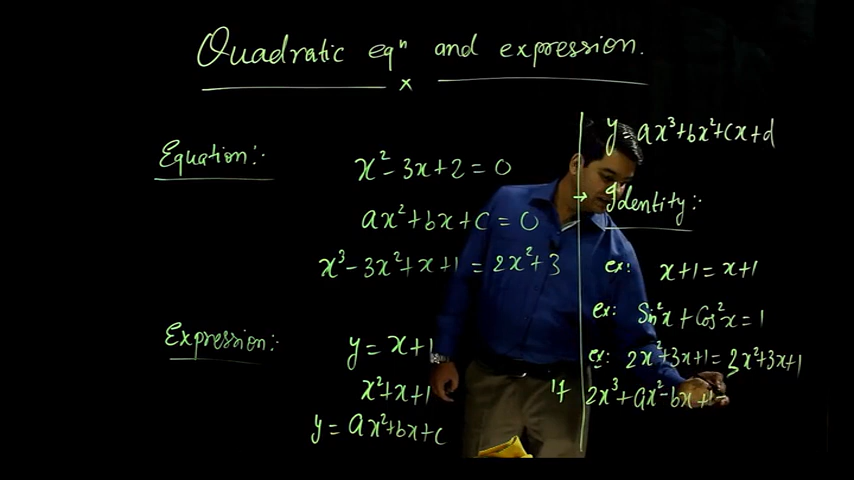 Quadratic eqⁿ and expression.
x
Equation:-
x² - 3x + 2 = 0
ax² + bx + c = 0
x³ - 3x² + x + 1 = 2x² + 3
Expression:-
y = x + 1
x² + x + 1
y = ax² + bx + c
y = ax³ + bx² + cx + d
→ Identity:-
ex: x + 1 = x + 1
ex: Sin²x + Cos²x = 1
ex: 2x² + 3x + 1 = 2x² + 3x + 1
If 2x³ + ax² - bx + 1 =